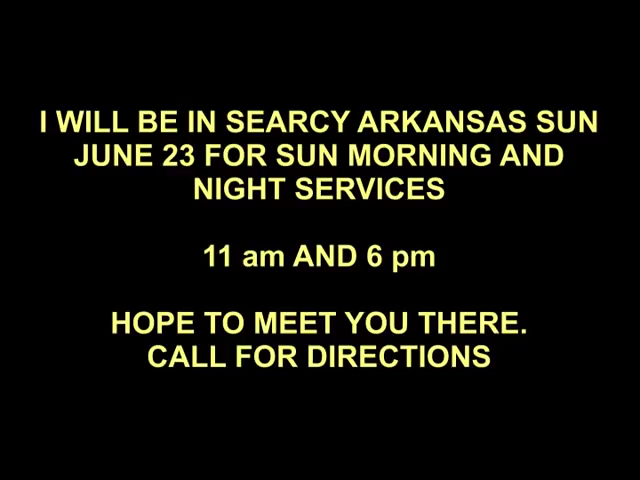 I WILL BE IN SEARCY ARKANSAS SUN
JUNE 23 FOR SUN MORNING AND
NIGHT SERVICES
11 am AND 6 pm
HOPE TO MEET YOU THERE.
CALL FOR DIRECTIONS